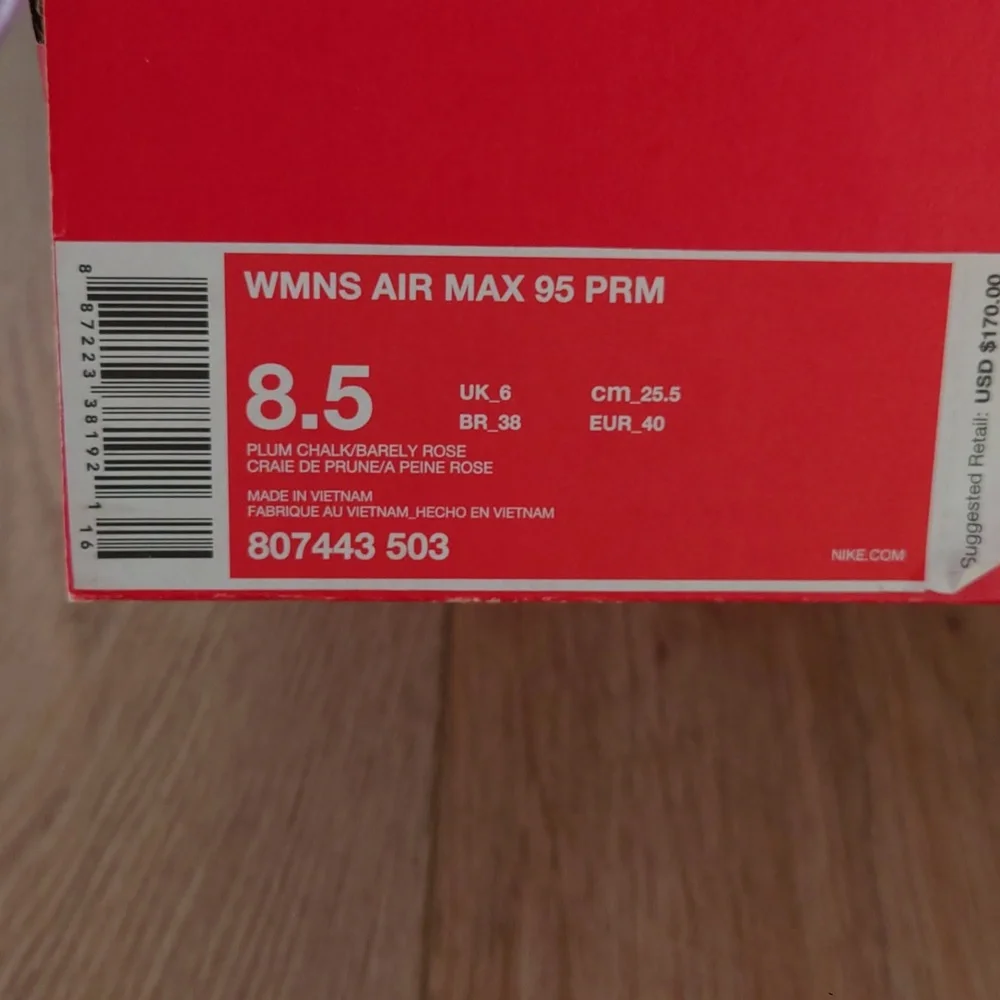 WMNS AIR MAX 95 PRM
8.5
UK_6
cm_25.5
BR_38
EUR_40
PLUM CHALK/BARELY ROSE
CRAIE DE PRUNE/A PEINE ROSE
MADE IN VIETNAM
FABRIQUE AU VIETNAM_HECHO EN VIETNAM
807443 503
NIKE.COM
8 87223 38192 1 16
Suggested Retail: USD $170.00